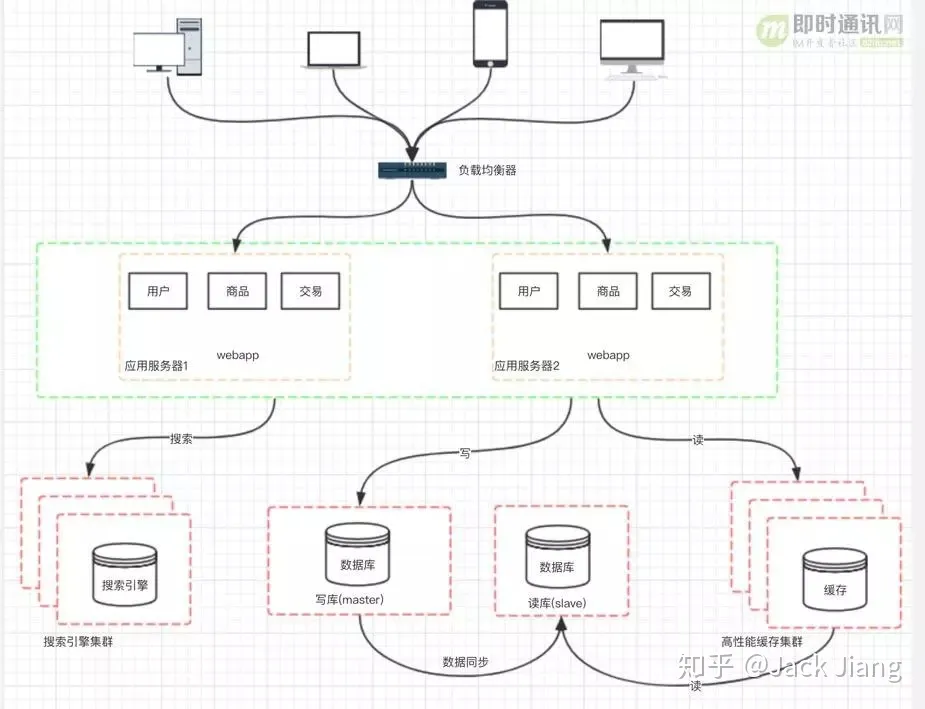 即时通讯网
IM开发者社区 52im.net
负载均衡器
用户
商品
交易
webapp
应用服务器1
用户
商品
交易
webapp
应用服务器2
搜索
写
读
搜索引擎
搜索引擎集群
数据库
写库(master)
数据库
读库(slave)
缓存
高性能缓存集群
数据同步
读
知乎 @Jack Jiang